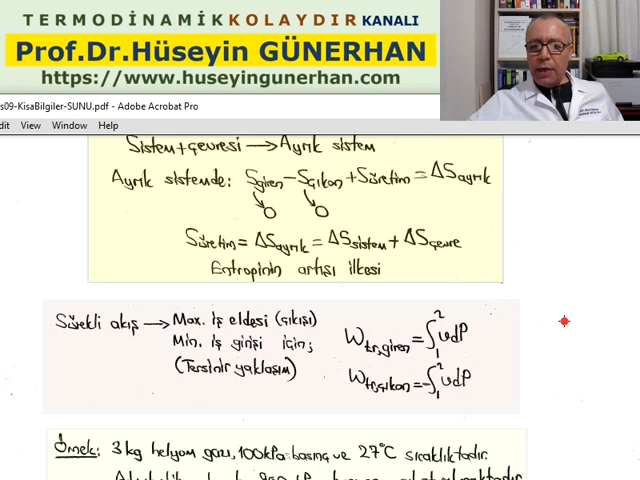 TERMODİNAMİK KOLAYDIR KANALI
Prof.Dr.Hüseyin GÜNERHAN
https://www.huseyingunerhan.com
s09-KisaBilgiler-SUNU.pdf - Adobe Acrobat Pro
dit View Window Help
Sistem+çevresi → Ayrık sistem
Ayrık sistemde: Sgiren - Sçıkan + Süretim = ΔSayrık
0 0
Süretim = ΔSayrık = ΔSsistem + ΔSçevre
Entropinin artışı ilkesi
Sürekli akış → Max. iş eldesi (çıkışı)
Min. iş girişi için;
(Tersinir yaklaşım)
Wtr,giren = ∫₁² vdP
Wtr,çıkan = -∫₁² vdP
Örnek: 3 kg helyom gazı, 100kPa basınç ve 27°C sıcaklıktadır.